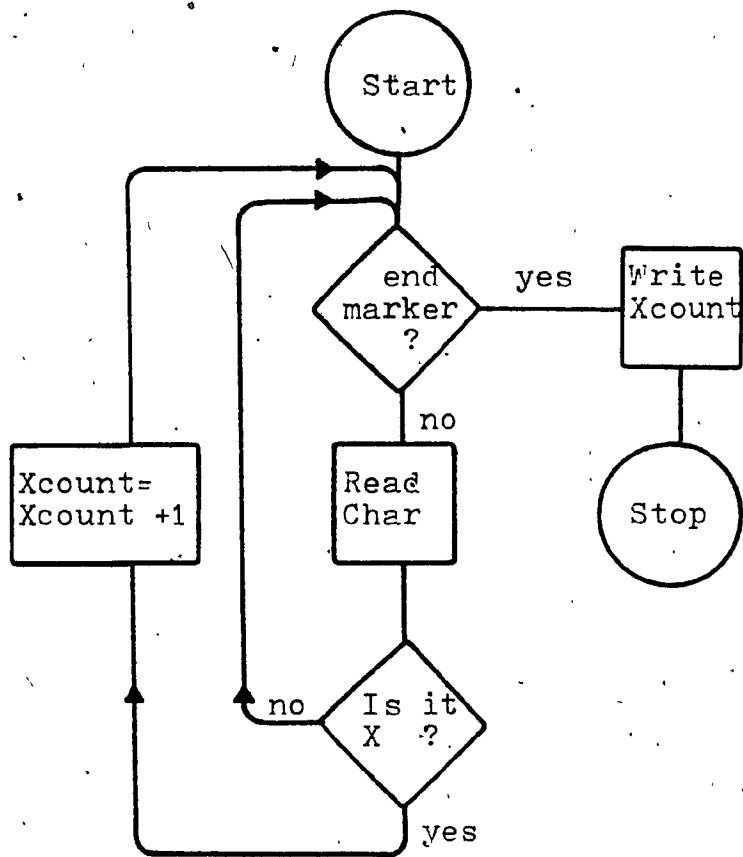 Start
end
marker
?
yes
Write
Xcount
no
Xcount=
Xcount +1
Read
Char
Stop
no
Is it
X ?
yes